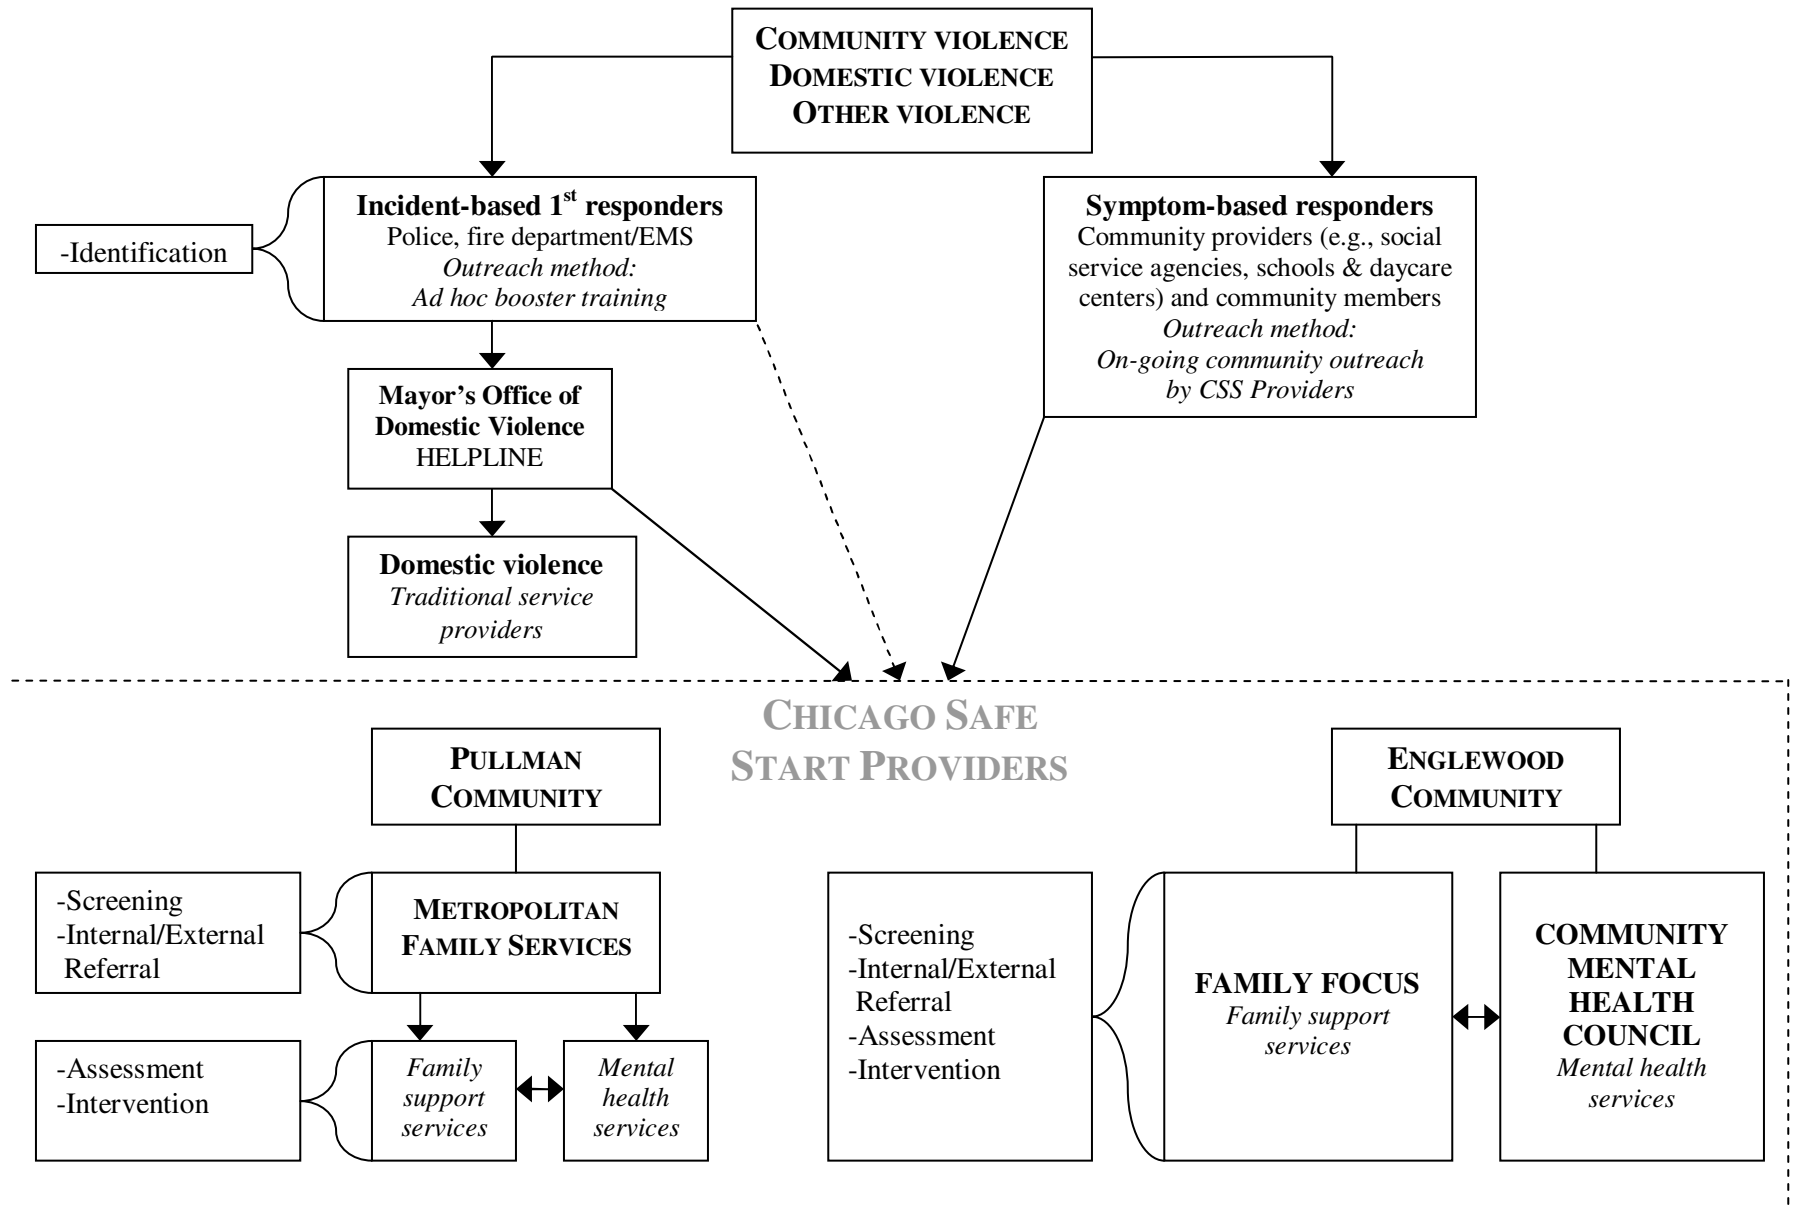 COMMUNITY VIOLENCE
DOMESTIC VIOLENCE
OTHER VIOLENCE
-Identification
Incident-based 1st responders
Police, fire department/EMS
Outreach method:
Ad hoc booster training
Symptom-based responders
Community providers (e.g., social
service agencies, schools & daycare
centers) and community members
Outreach method:
On-going community outreach
by CSS Providers
Mayor’s Office of
Domestic Violence
HELPLINE
Domestic violence
Traditional service
providers
CHICAGO SAFE
START PROVIDERS
PULLMAN
COMMUNITY
-Screening
-Internal/External
Referral
METROPOLITAN
FAMILY SERVICES
-Assessment
-Intervention
Family
support
services
Mental
health
services
ENGLEWOOD
COMMUNITY
-Screening
-Internal/External
Referral
-Assessment
-Intervention
FAMILY FOCUS
Family support
services
COMMUNITY
MENTAL
HEALTH
COUNCIL
Mental health
services